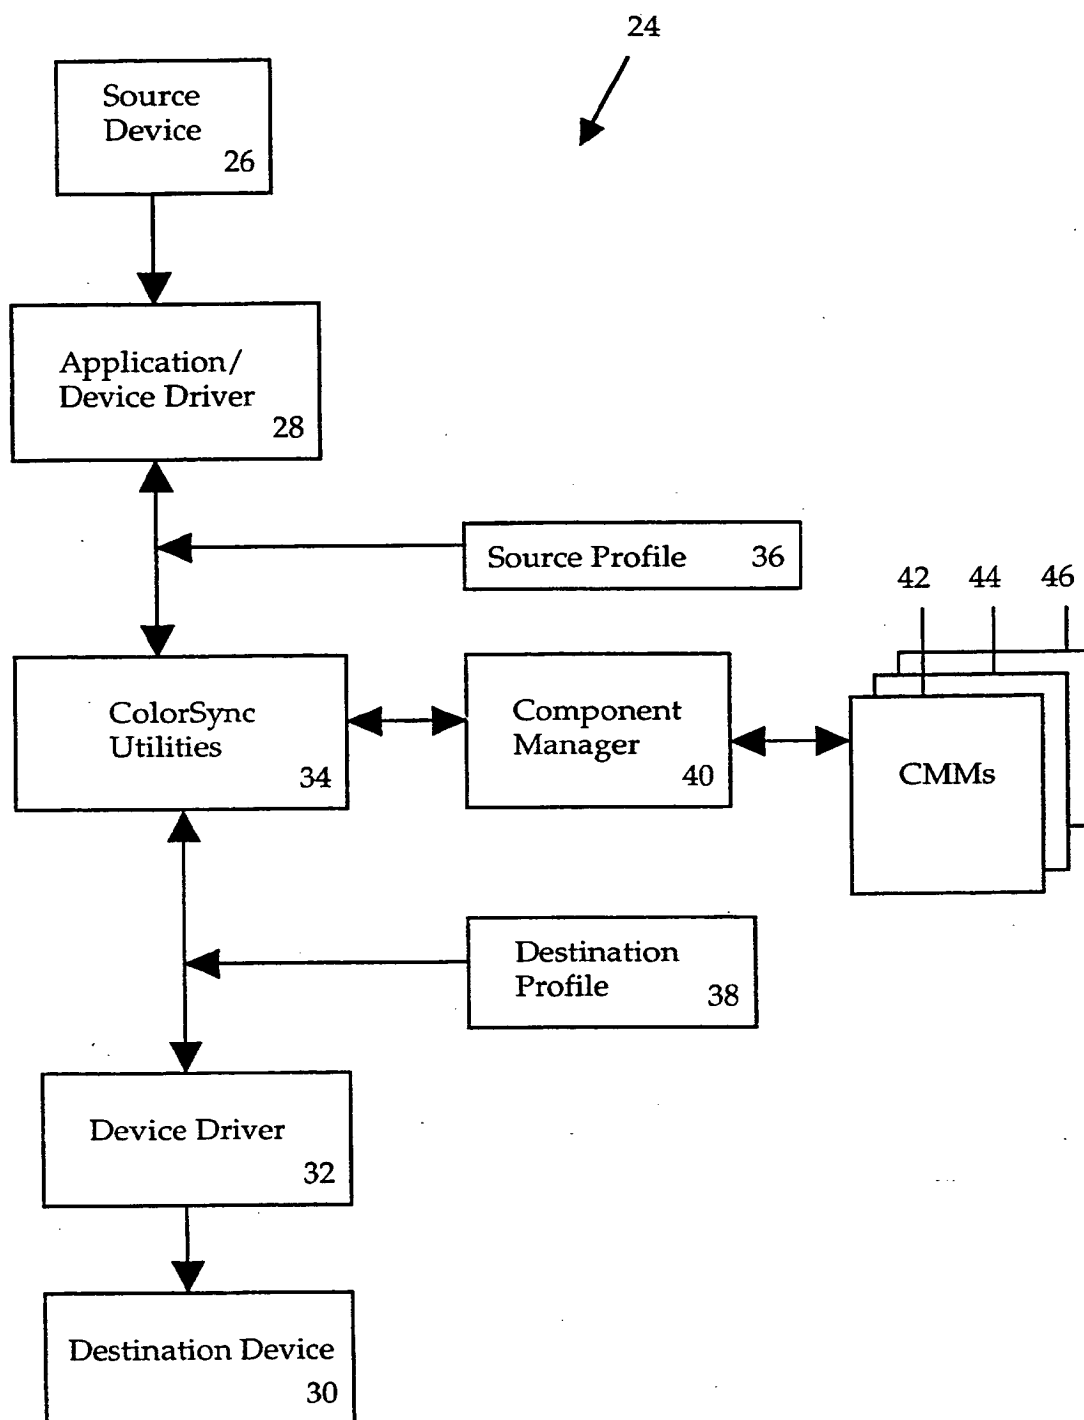 24
Source
Device
26
Application/
Device Driver
28
Source Profile 36
42 44 46
ColorSync
Utilities
34
Component
Manager
40
CMMs
Destination
Profile
38
Device Driver
32
Destination Device
30